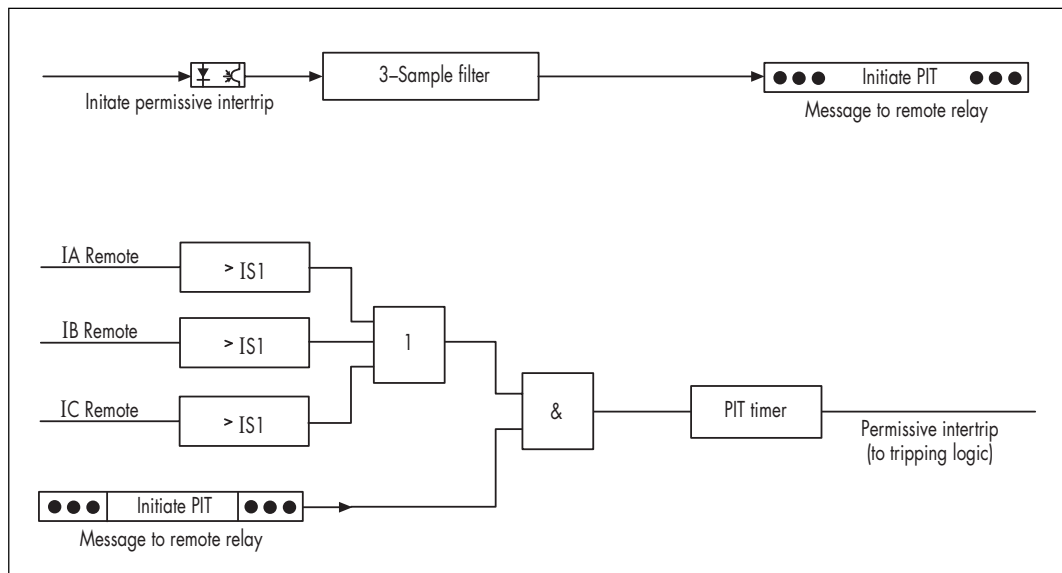 3–Sample filter
●●● Initiate PIT ●●●
Initate permissive intertrip
Message to remote relay
IA Remote
> IS1
IB Remote
> IS1
1
IC Remote
> IS1
&
PIT timer
Permissive intertrip
(to tripping logic)
●●● Initiate PIT ●●●
Message to remote relay